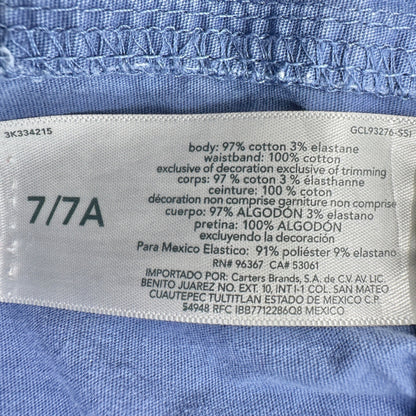 3K334215
GCL93276-SSI
body: 97% cotton 3% elastane
waistband: 100% cotton
exclusive of decoration exclusive of trimming
corps: 97 % coton 3 % élasthanne
ceinture: 100 % coton
décoration non comprise garniture non comprise
cuerpo: 97% ALGODÓN 3% elastano
pretina: 100% ALGODÓN
excluyendo la decoración
Para Mexico Elastico: 91% poliéster 9% elastano
RN# 96367 CA# 53061
7/7A
IMPORTADO POR: Carters Brands, S.A. de C.V. AV. LIC.
BENITO JUAREZ NO. EXT. 10, INT I-1 COL. SAN MATEO
CUAUTEPEC TULTITLAN ESTADO DE MEXICO C.P.
54948 RFC IBB7712286Q8 MEXICO